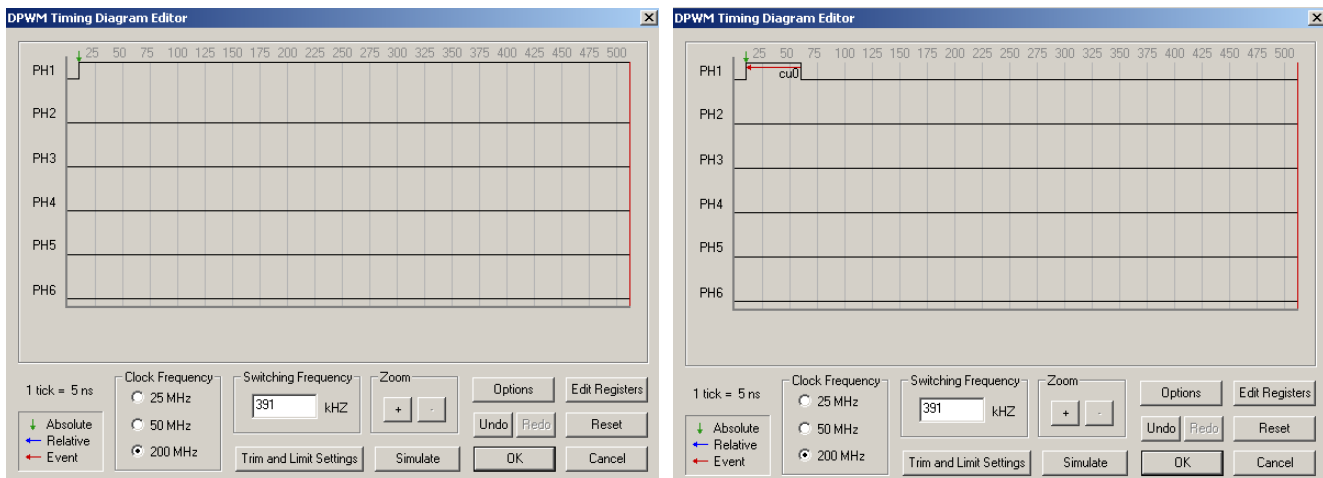 DPWM Timing Diagram Editor
25 50 75 100 125 150 175 200 225 250 275 300 325 350 375 400 425 450 475 500
PH1
PH2
PH3
PH4
PH5
PH6
1 tick = 5 ns
Clock Frequency
25 MHz
50 MHz
200 MHz
Switching Frequency
391 kHZ
Zoom
+ -
Options
Edit Registers
Undo Redo
Reset
Absolute
Relative
Event
Trim and Limit Settings
Simulate
OK
Cancel
DPWM Timing Diagram Editor
25 50 75 100 125 150 175 200 225 250 275 300 325 350 375 400 425 450 475 500
PH1
cu0
PH2
PH3
PH4
PH5
PH6
1 tick = 5 ns
Clock Frequency
25 MHz
50 MHz
200 MHz
Switching Frequency
391 kHZ
Zoom
+ -
Options
Edit Registers
Undo Redo
Reset
Absolute
Relative
Event
Trim and Limit Settings
Simulate
OK
Cancel